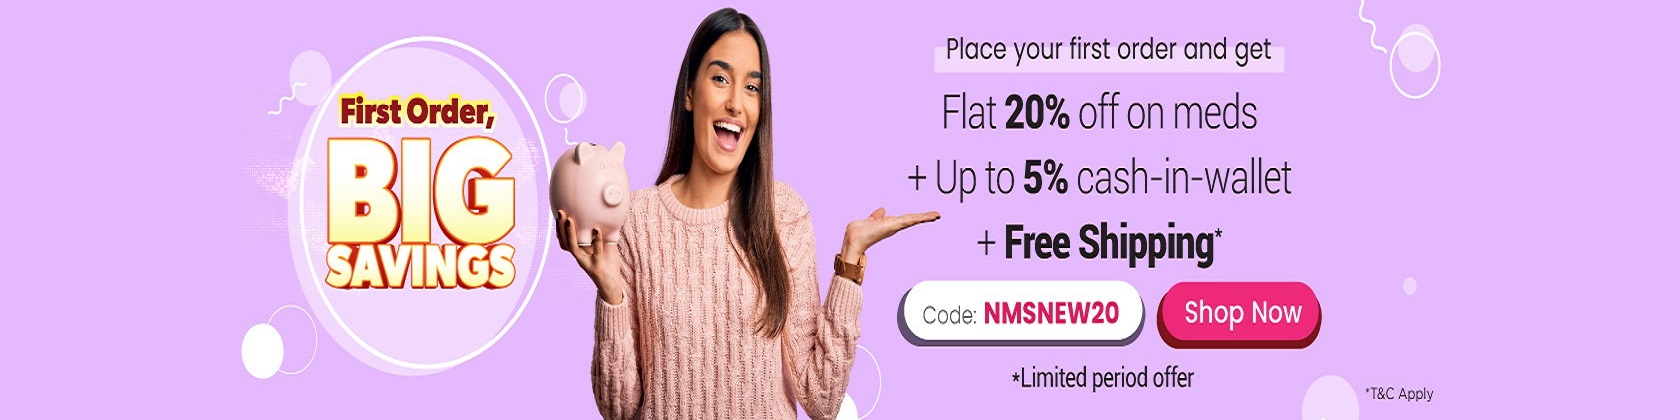 First Order,
BIG
SAVINGS
Place your first order and get
Flat 20% off on meds
+ Up to 5% cash-in-wallet
+ Free Shipping*
Code: NMSNEW20
Shop Now
*Limited period offer
*T&C Apply